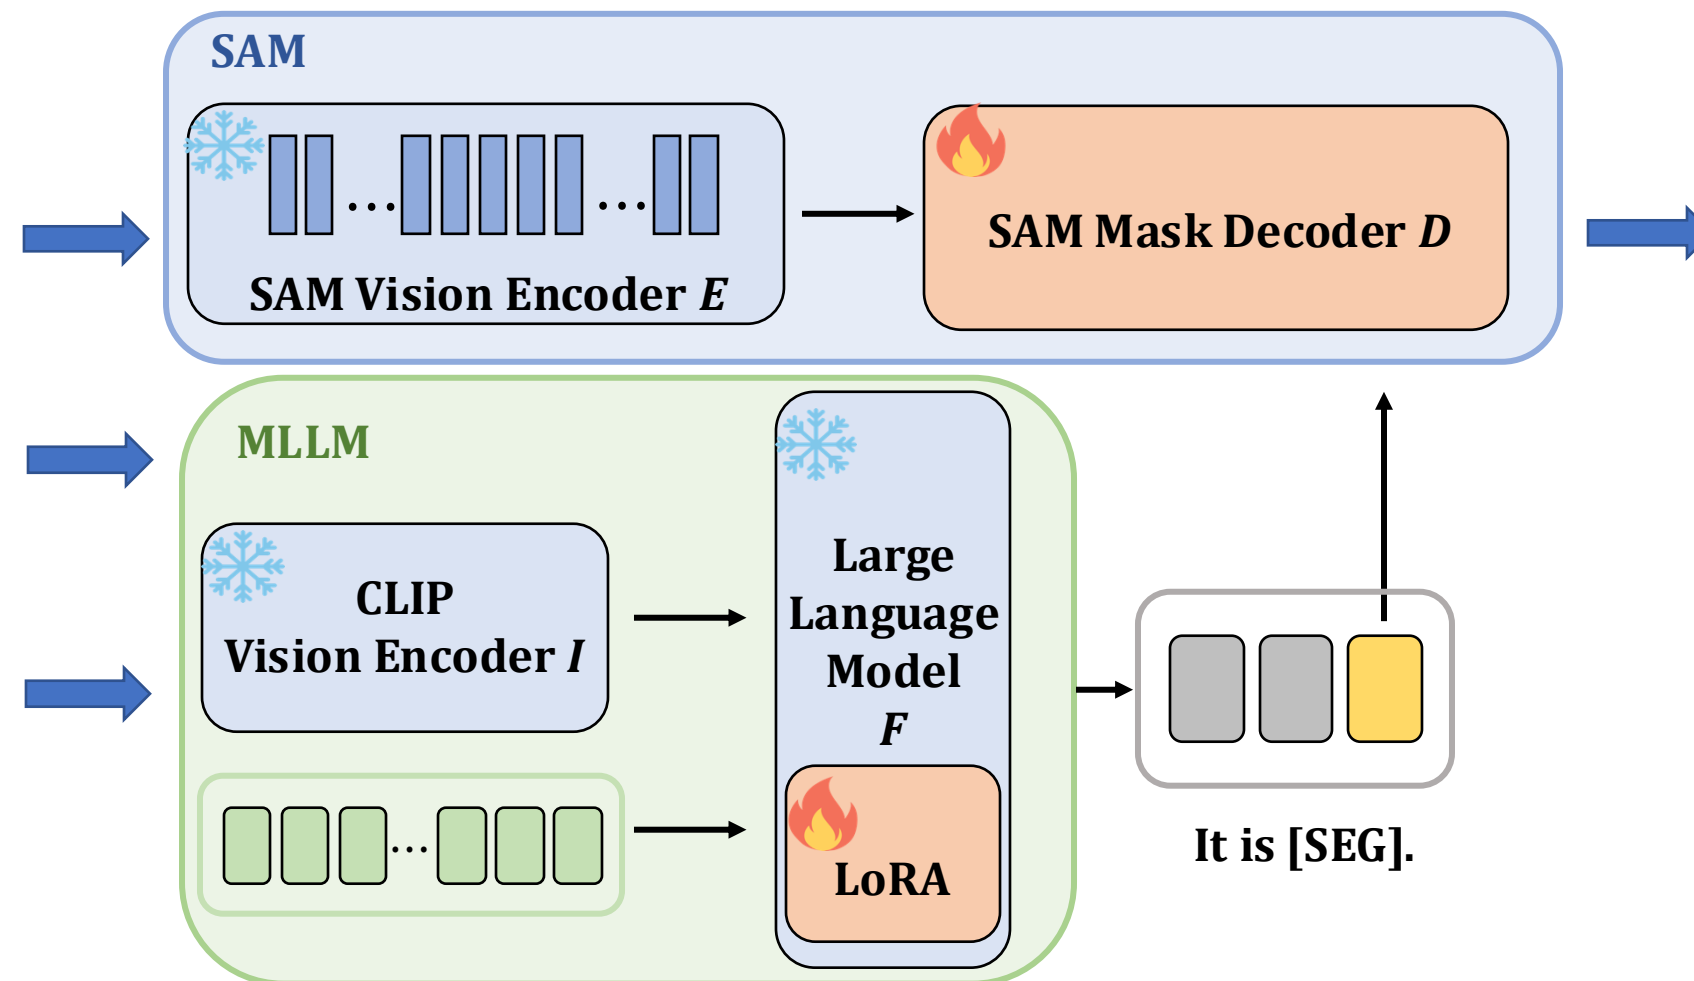 SAM
SAM Vision Encoder E
SAM Mask Decoder D
MLLM
CLIP
Vision Encoder I
Large
Language
Model
F
LoRA
It is [SEG].